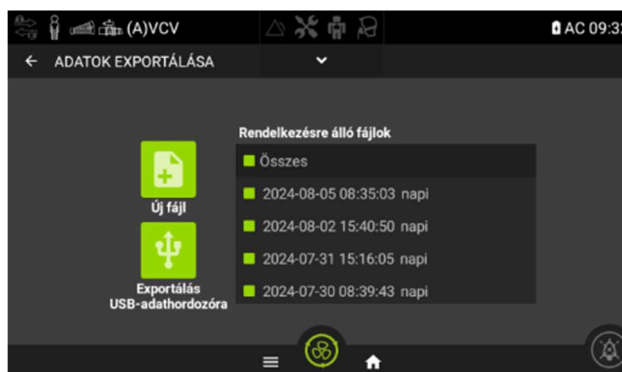 (A)VCV
AC 09:32
ADATOK EXPORTÁLÁSA
Rendelkezésre álló fájlok
Összes
2024-08-05 08:35:03 napi
2024-08-02 15:40:50 napi
2024-07-31 15:16:05 napi
2024-07-30 08:39:43 napi
Új fájl
Exportálás
USB-adathordozóra